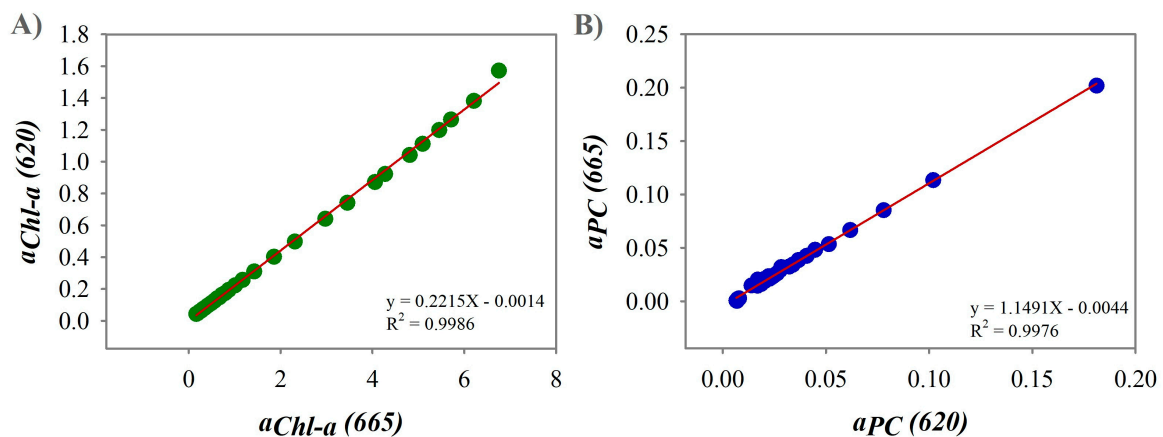 A)
1.8
1.6
1.4
1.2
1.0
0.8
0.6
0.4
0.2
0.0
aChl-a (620)
y = 0.2215X - 0.0014
R² = 0.9986
0 2 4 6 8
aChl-a (665)
B)
0.25
0.20
0.15
0.10
0.05
0.00
aPC (665)
y = 1.1491X - 0.0044
R² = 0.9976
0.00 0.05 0.10 0.15 0.20
aPC (620)